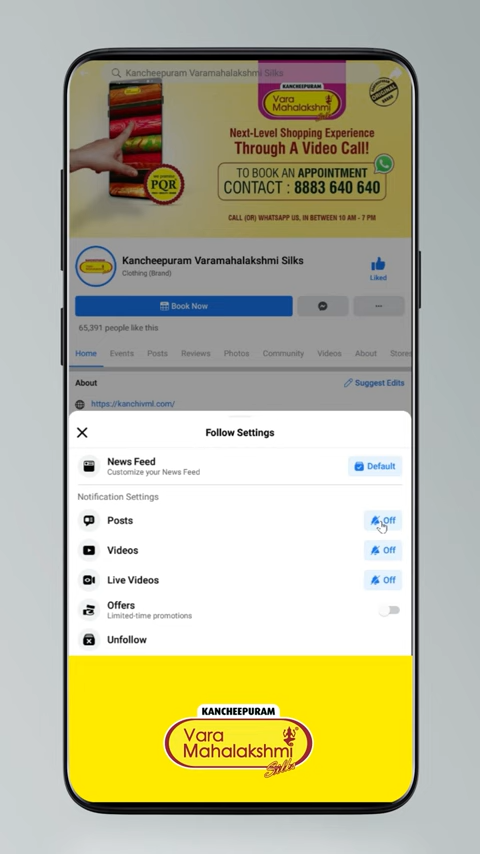 Kancheepuram Varamahalakshmi Silks
KANCHEEPURAM
Vara
Mahalakshmi
Silks
ORIGINAL
Next-Level Shopping Experience
Through A Video Call!
TO BOOK AN APPOINTMENT
CONTACT : 8883 640 640
PQR
CALL (OR) WHATSAPP US, IN BETWEEN 10 AM - 7 PM
Kancheepuram Varamahalakshmi Silks
Clothing (Brand)
Liked
Book Now
65,391 people like this
Home Events Posts Reviews Photos Community Videos About Stores
About
Suggest Edits
https://kanchivml.com/
Follow Settings
News Feed
Customize your News Feed
Default
Notification Settings
Posts
Off
Videos
Off
Live Videos
Off
Offers
Limited-time promotions
Unfollow
KANCHEEPURAM
Vara
Mahalakshmi
Silks